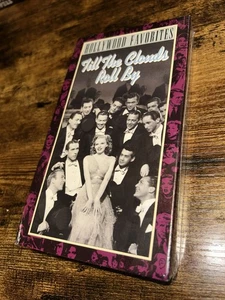 HOLLYWOOD FAVORITES
Till The Clouds
Roll By